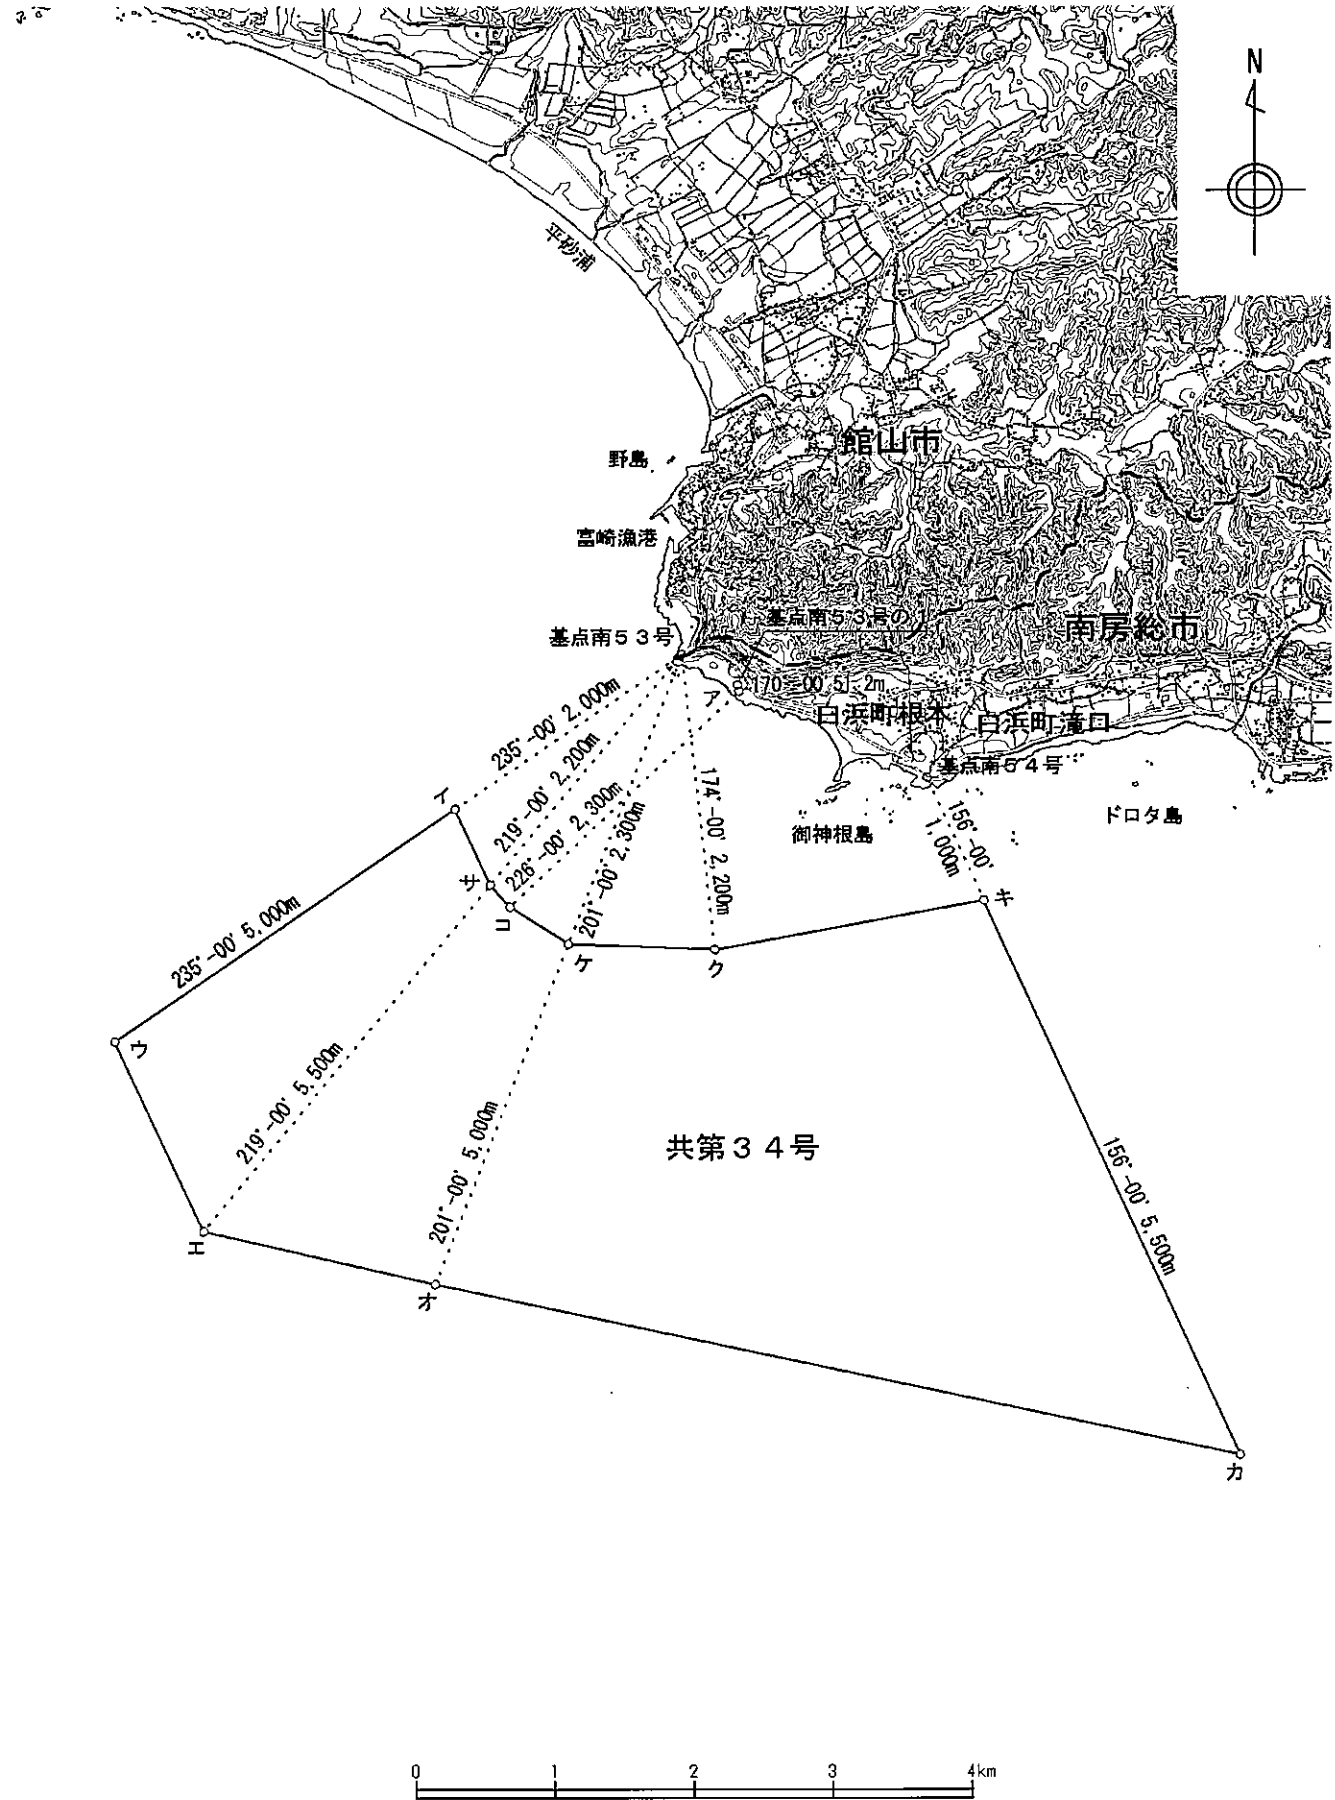 N
平砂浦
館山市
野島
富崎漁港
基点南53号の
南房総市
基点南53号
ア
170°-00′ 51.2m
白浜町根本
白浜町滝口
基点南54号
ドロタ島
御神根島
235°-00′ 2,000m
219°-00′ 2,200m
226°-00′ 2,300m
201°-00′ 2,300m
174°-00′ 2,200m
156°-00′
1,000m
イ
サ
コ
ケ
ク
キ
235°-00′ 5,000m
ウ
219°-00′ 5,500m
201°-00′ 5,000m
共第34号
156°-00′ 5,500m
エ
オ
カ
0 1 2 3 4km